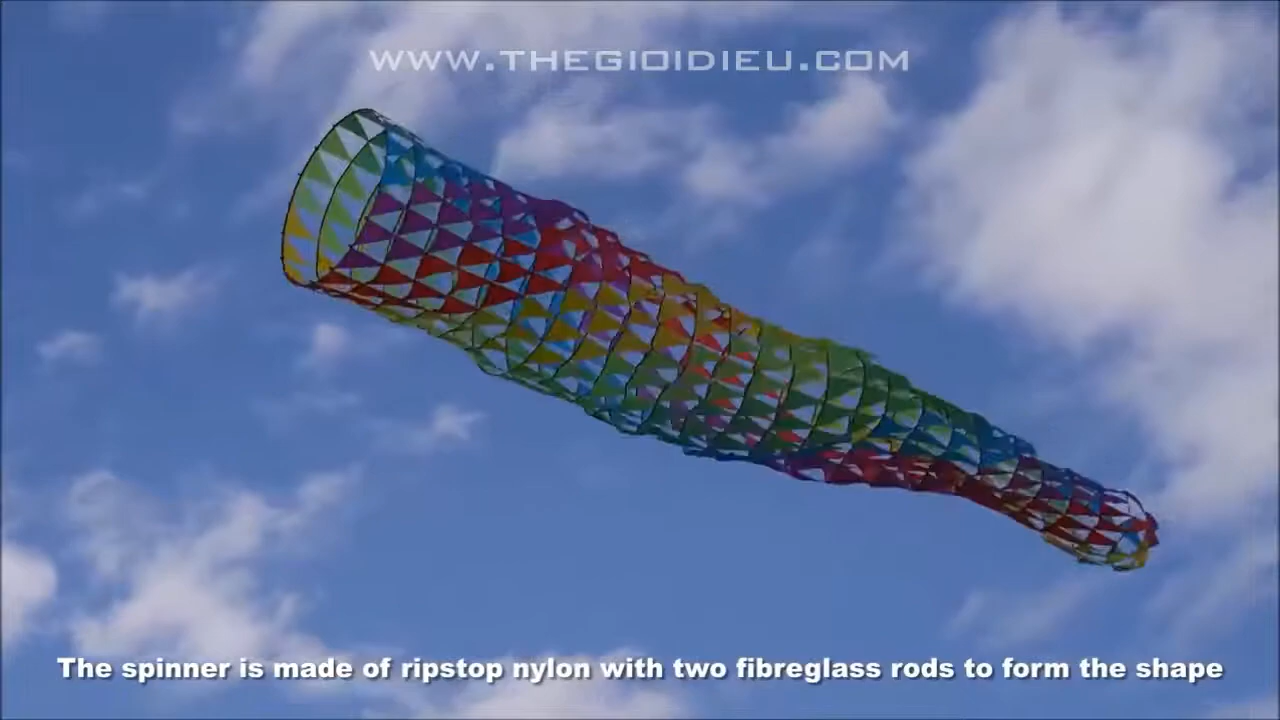 WWW.THEGIOIDIEU.COM
The spinner is made of ripstop nylon with two fibreglass rods to form the shape